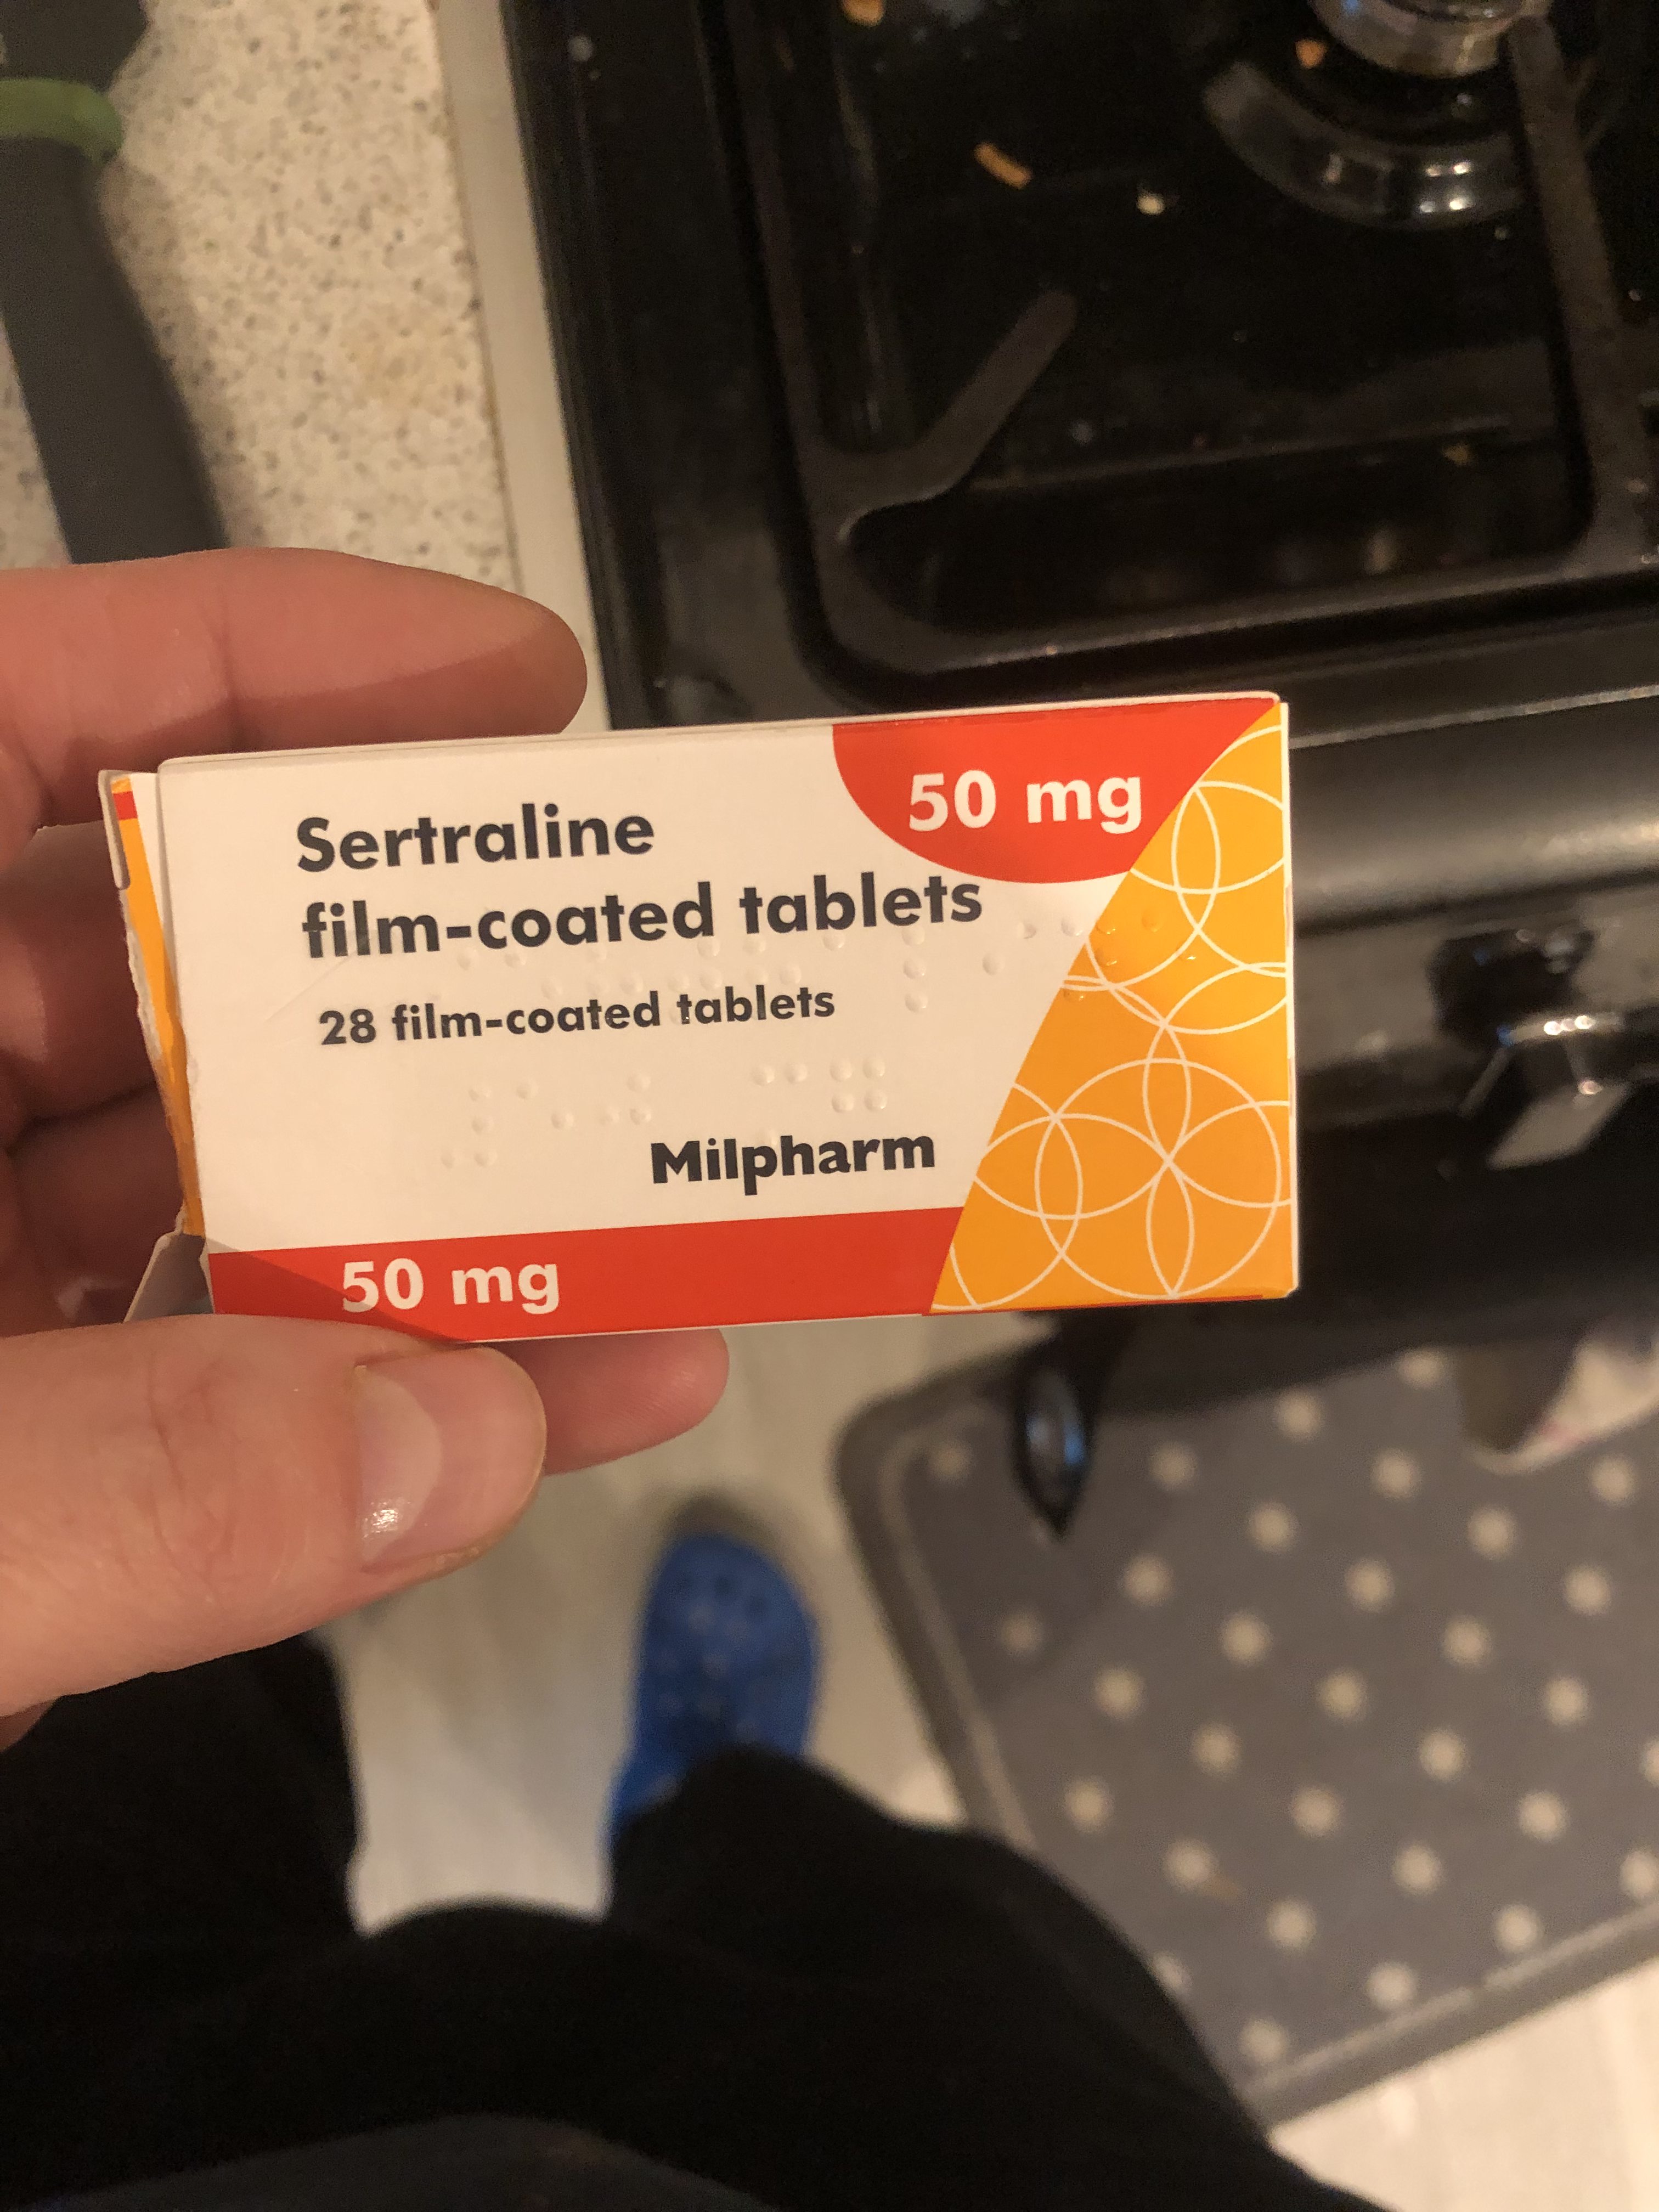 50 mg
Sertraline
film-coated tablets
28 film-coated tablets
Milpharm
50 mg